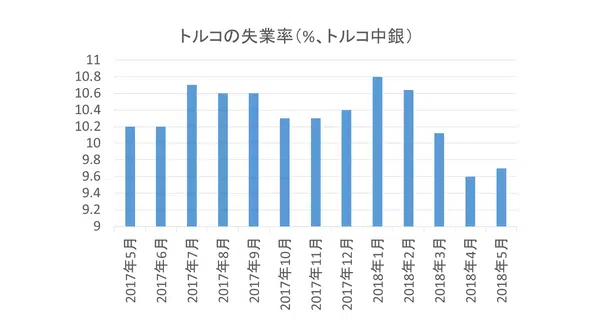 トルコの失業率(%、トルコ中銀)
11
10.8
10.6
10.4
10.2
10
9.8
9.6
9.4
9.2
9
2017年5月
2017年6月
2017年7月
2017年8月
2017年9月
2017年10月
2017年11月
2017年12月
2018年1月
2018年2月
2018年3月
2018年4月
2018年5月